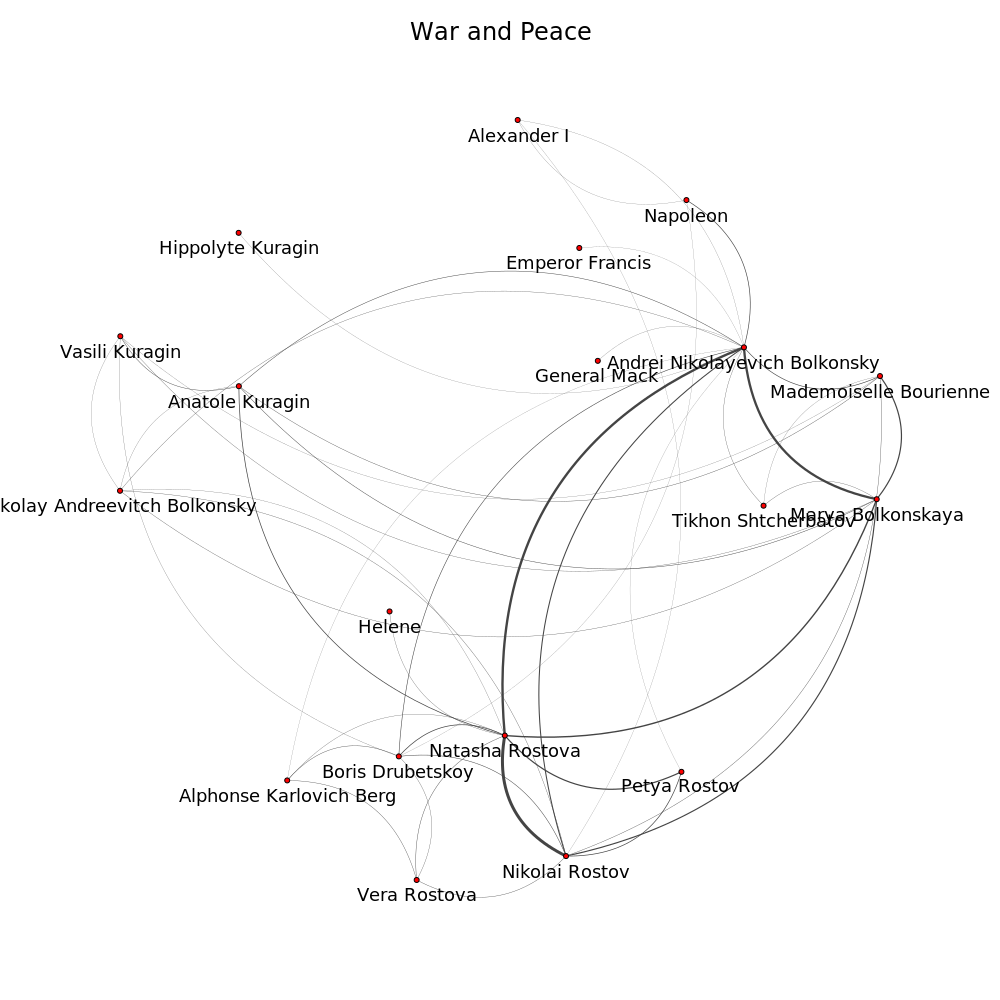 War and Peace
Alexander I
Napoleon
Hippolyte Kuragin
Emperor Francis
Vasili Kuragin
Andrei Nikolayevich Bolkonsky
General Mack
Mademoiselle Bourienne
Anatole Kuragin
kolay Andreevitch Bolkonsky
Marya Bolkonskaya
Tikhon Shtcherbatov
Helene
Natasha Rostova
Boris Drubetskoy
Petya Rostov
Alphonse Karlovich Berg
Nikolai Rostov
Vera Rostova